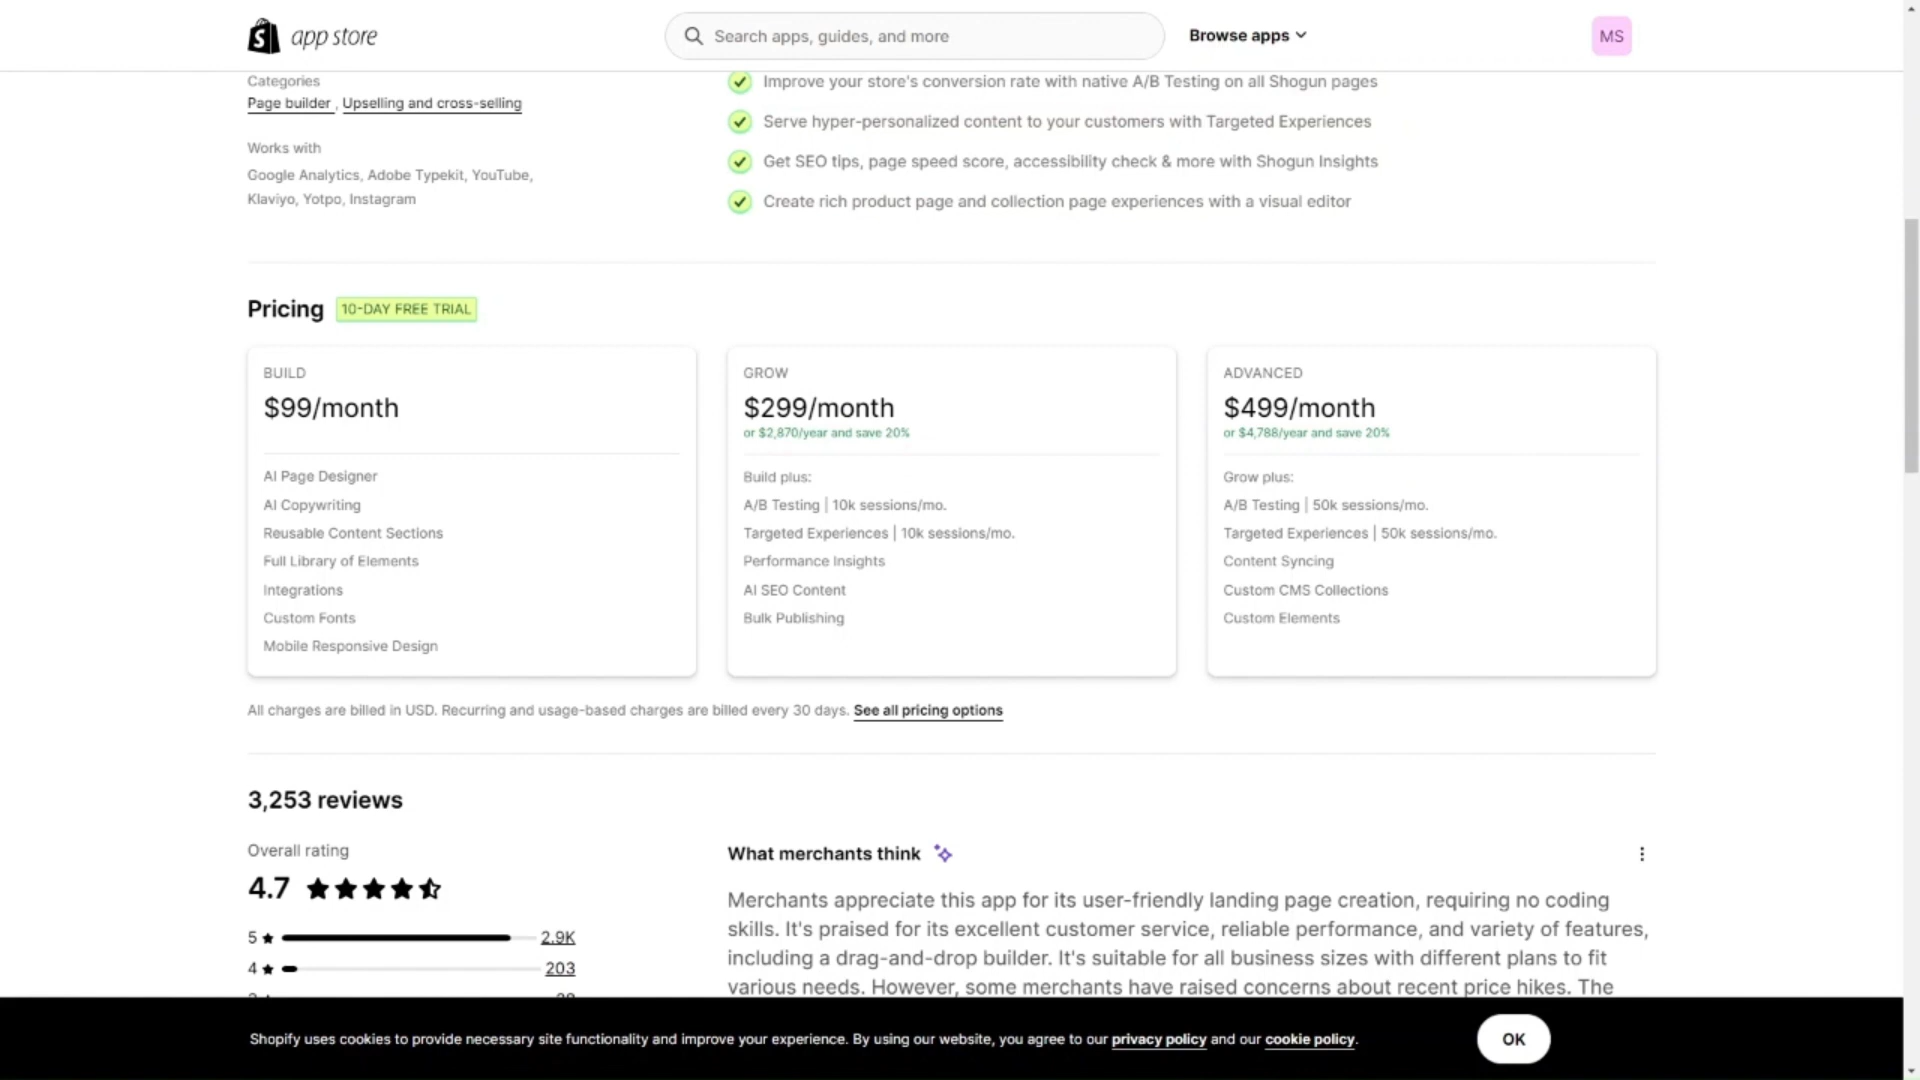 app store
Search apps, guides, and more
Browse apps
MS
Categories
Page builder , Upselling and cross-selling
Works with
Google Analytics, Adobe Typekit, YouTube,
Klaviyo, Yotpo, Instagram
Improve your store's conversion rate with native A/B Testing on all Shogun pages
Serve hyper-personalized content to your customers with Targeted Experiences
Get SEO tips, page speed score, accessibility check & more with Shogun Insights
Create rich product page and collection page experiences with a visual editor
Pricing 10-DAY FREE TRIAL
BUILD
$99/month
AI Page Designer
AI Copywriting
Reusable Content Sections
Full Library of Elements
Integrations
Custom Fonts
Mobile Responsive Design
GROW
$299/month
or $2,870/year and save 20%
Build plus:
A/B Testing | 10k sessions/mo.
Targeted Experiences | 10k sessions/mo.
Performance Insights
AI SEO Content
Bulk Publishing
ADVANCED
$499/month
or $4,788/year and save 20%
Grow plus:
A/B Testing | 50k sessions/mo.
Targeted Experiences | 50k sessions/mo.
Content Syncing
Custom CMS Collections
Custom Elements
All charges are billed in USD. Recurring and usage-based charges are billed every 30 days. See all pricing options
3,253 reviews
Overall rating
4.7
5 2.9K
4 203
What merchants think
Merchants appreciate this app for its user-friendly landing page creation, requiring no coding
skills. It's praised for its excellent customer service, reliable performance, and variety of features,
including a drag-and-drop builder. It's suitable for all business sizes with different plans to fit
various needs. However, some merchants have raised concerns about recent price hikes. The
Shopify uses cookies to provide necessary site functionality and improve your experience. By using our website, you agree to our privacy policy and our cookie policy.
OK